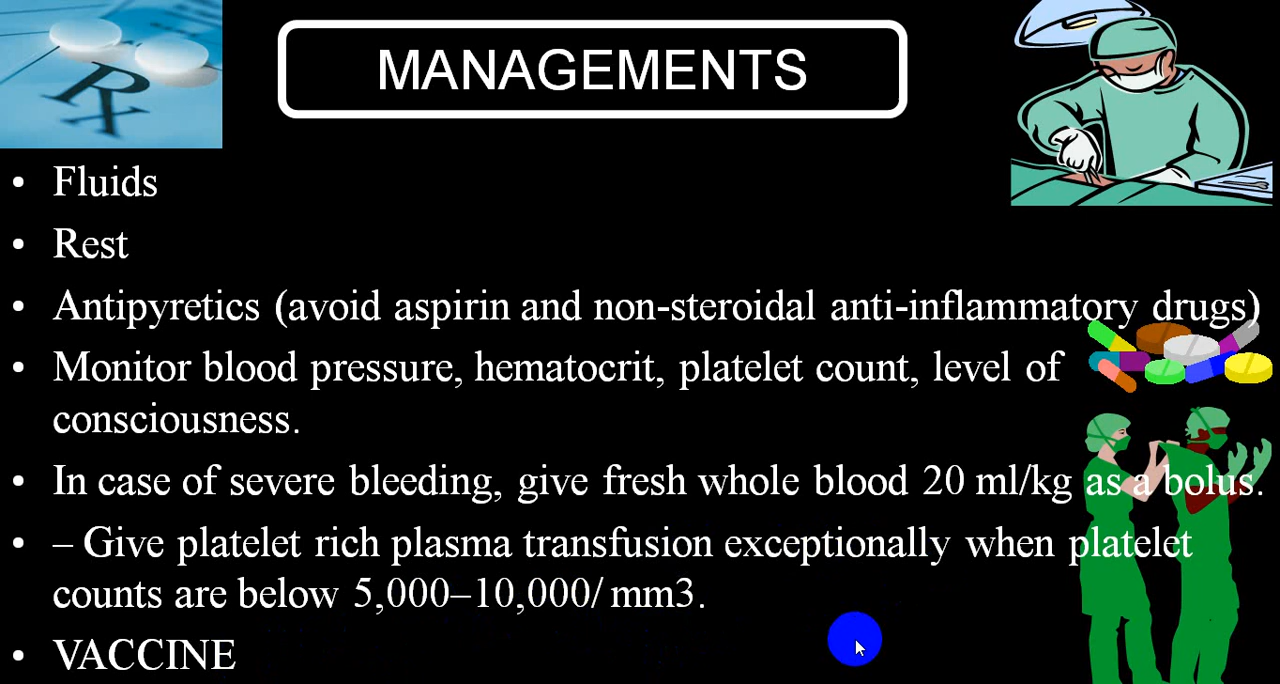 Rx
MANAGEMENTS
• Fluids
• Rest
• Antipyretics (avoid aspirin and non-steroidal anti-inflammatory drugs)
• Monitor blood pressure, hematocrit, platelet count, level of
consciousness.
• In case of severe bleeding, give fresh whole blood 20 ml/kg as a bolus.
• – Give platelet rich plasma transfusion exceptionally when platelet
counts are below 5,000–10,000/ mm3.
• VACCINE